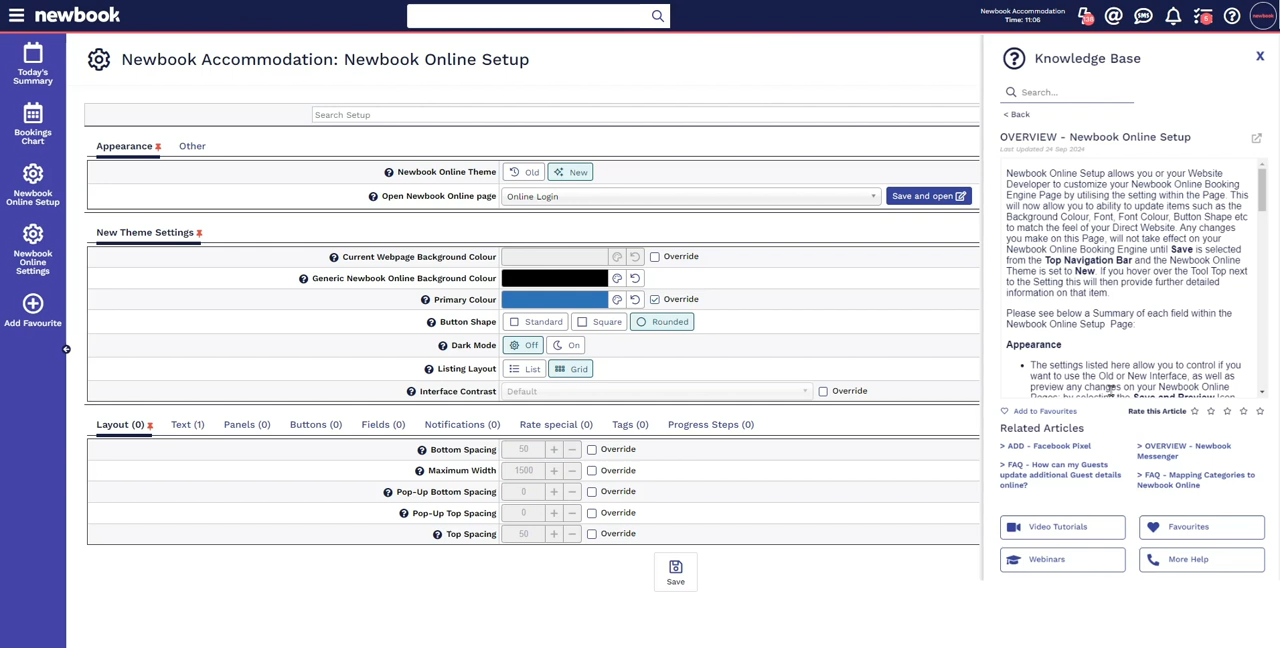 newbook
Newbook Accommodation
Time: 11:06
SMS
newbook
Today's
Summary
Bookings
Chart
Newbook
Online Setup
Newbook
Online
Settings
Add Favourite
Newbook Accommodation: Newbook Online Setup
Search Setup
Appearance Other
Newbook Online Theme Old New
Open Newbook Online page Online Login Save and open
New Theme Settings
Current Webpage Background Colour Override
Generic Newbook Online Background Colour
Primary Colour Override
Button Shape Standard Square Rounded
Dark Mode Off On
Listing Layout List Grid
Interface Contrast Default Override
Layout (0) Text (1) Panels (0) Buttons (0) Fields (0) Notifications (0) Rate special (0) Tags (0) Progress Steps (0)
Bottom Spacing 50 + − Override
Maximum Width 1500 + − Override
Pop-Up Bottom Spacing 0 + − Override
Pop-Up Top Spacing 0 + − Override
Top Spacing 50 + − Override
Save
Knowledge Base X
Search...
< Back
OVERVIEW - Newbook Online Setup
Last Updated 24 Sep 2024
Newbook Online Setup allows you or your Website
Developer to customize your Newbook Online Booking
Engine Page by utilising the setting within the Page. This
will now allow you to ability to update items such as the
Background Colour, Font, Font Colour, Button Shape etc
to match the feel of your Direct Website. Any changes
you make on this Page, will not take effect on your
Newbook Online Booking Engine until Save is selected
from the Top Navigation Bar and the Newbook Online
Theme is set to New. If you hover over the Tool Top next
to the Setting this will then provide further detailed
information on that item.
Please see below a Summary of each field within the
Newbook Online Setup Page:
Appearance
• The settings listed here allow you to control if you
want to use the Old or New Interface, as well as
preview any changes on your Newbook Online
Pages; by selecting the Save and Preview Icon
Add to Favourites Rate this Article
Related Articles
> ADD - Facebook Pixel
> FAQ - How can my Guests
update additional Guest details
online?
> OVERVIEW - Newbook
Messenger
> FAQ - Mapping Categories to
Newbook Online
Video Tutorials Favourites
Webinars More Help